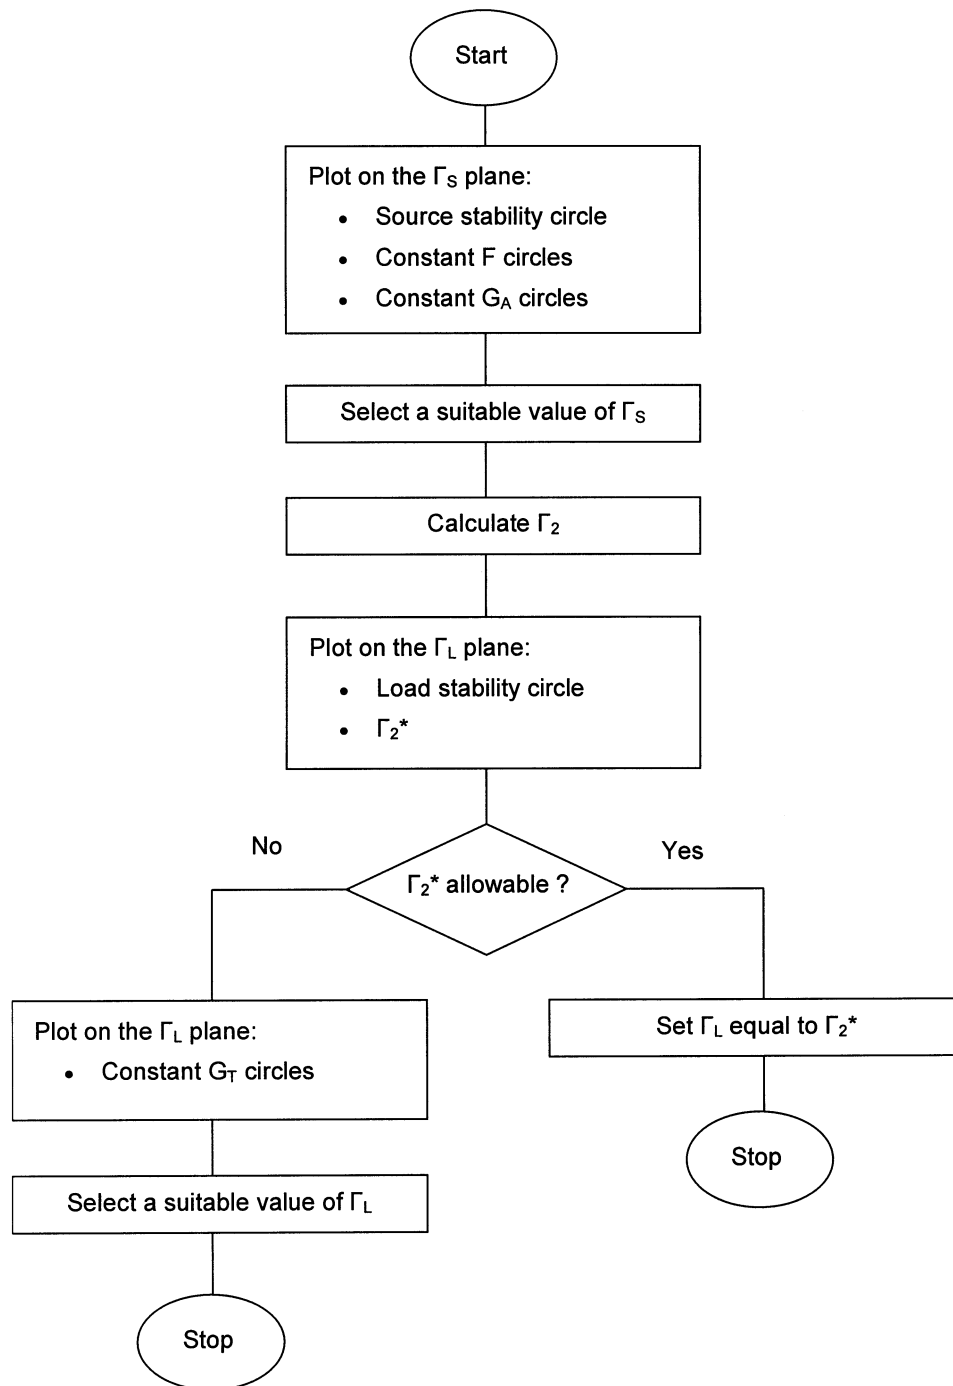 Start
Plot on the ΓS plane:
• Source stability circle
• Constant F circles
• Constant GA circles
Select a suitable value of ΓS
Calculate Γ2
Plot on the ΓL plane:
• Load stability circle
• Γ2*
No
Yes
Γ2* allowable ?
Plot on the ΓL plane:
• Constant GT circles
Set ΓL equal to Γ2*
Select a suitable value of ΓL
Stop
Stop